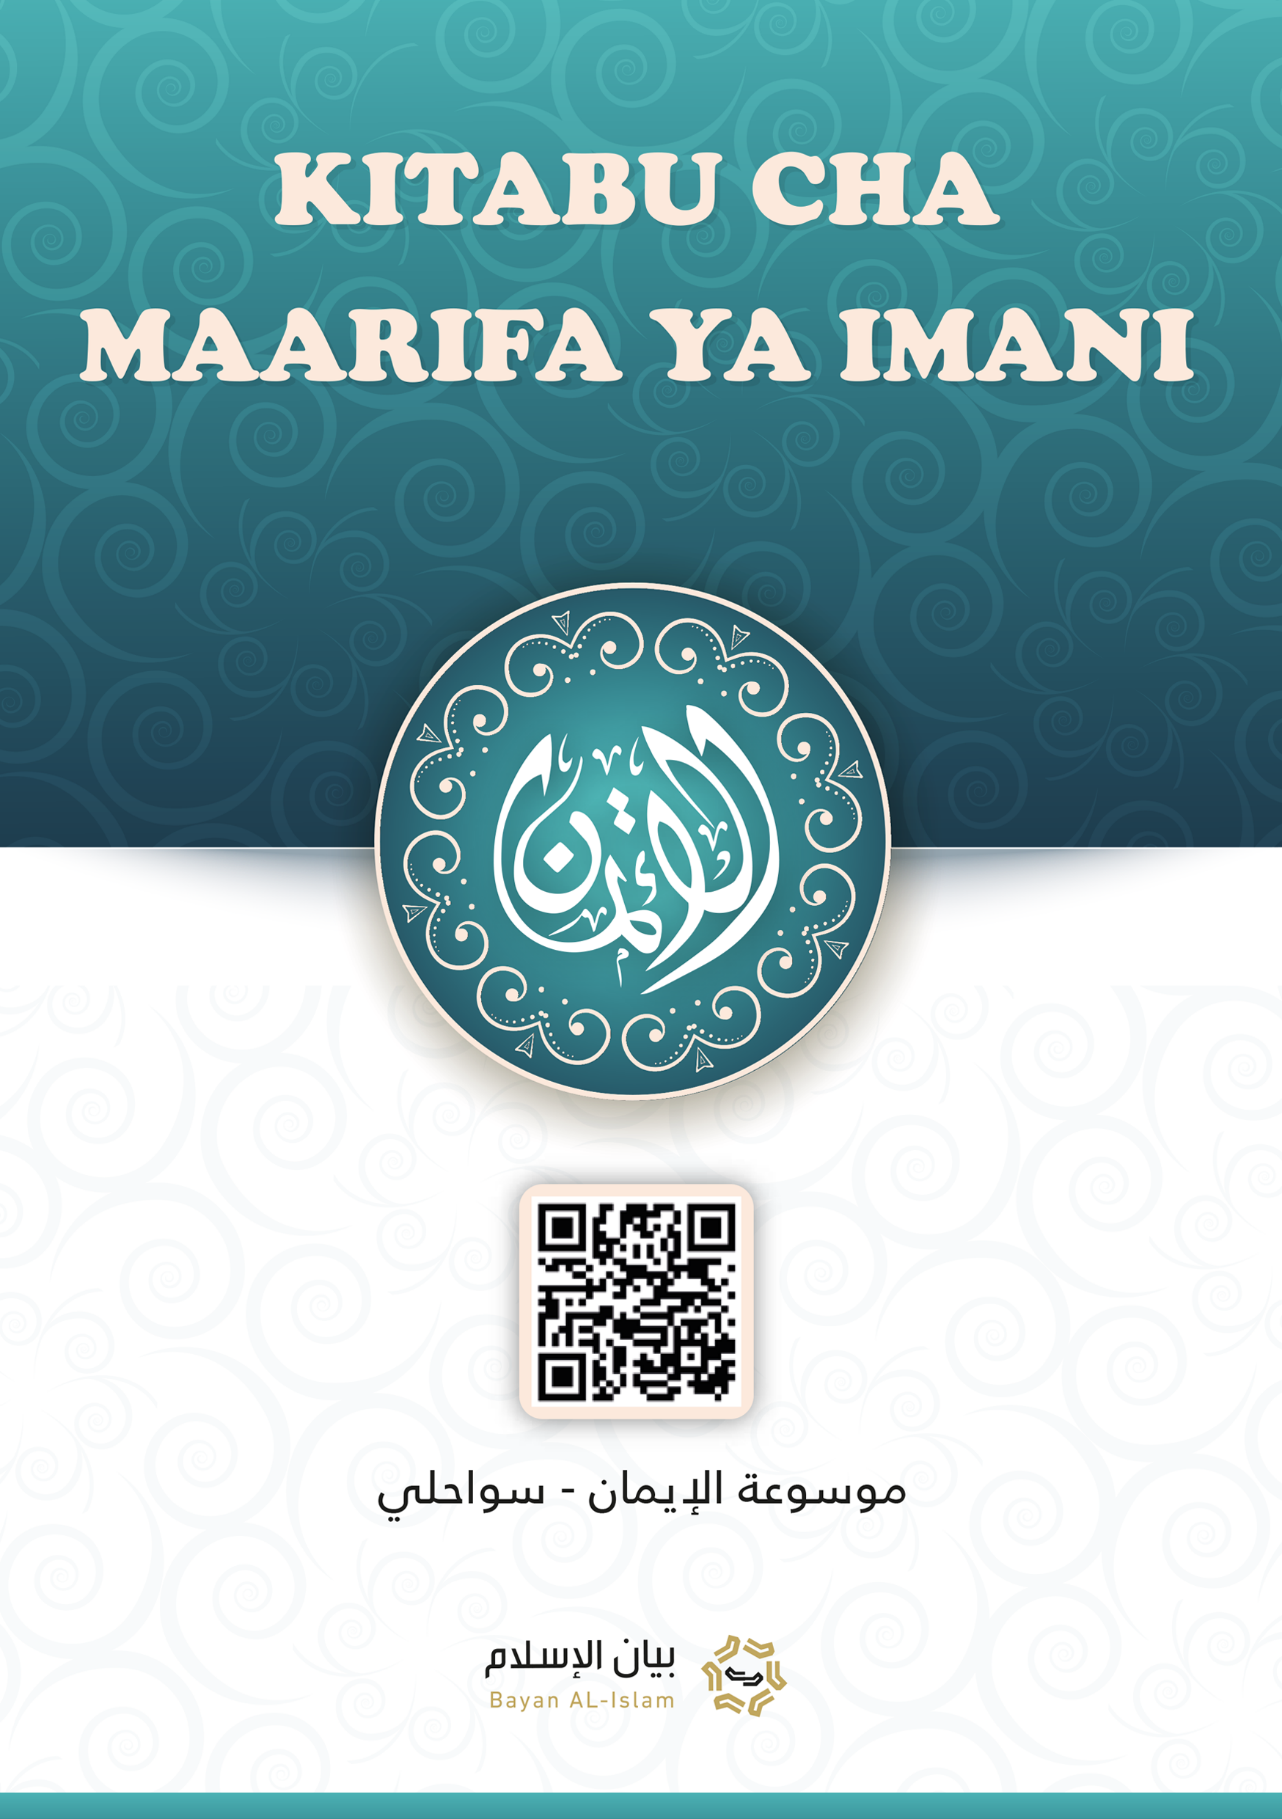 KITABU CHA
MAARIFA YA IMANI
الإيمان
موسوعة الإيمان - سواحلي
بيان الإسلام
Bayan AL-Islam